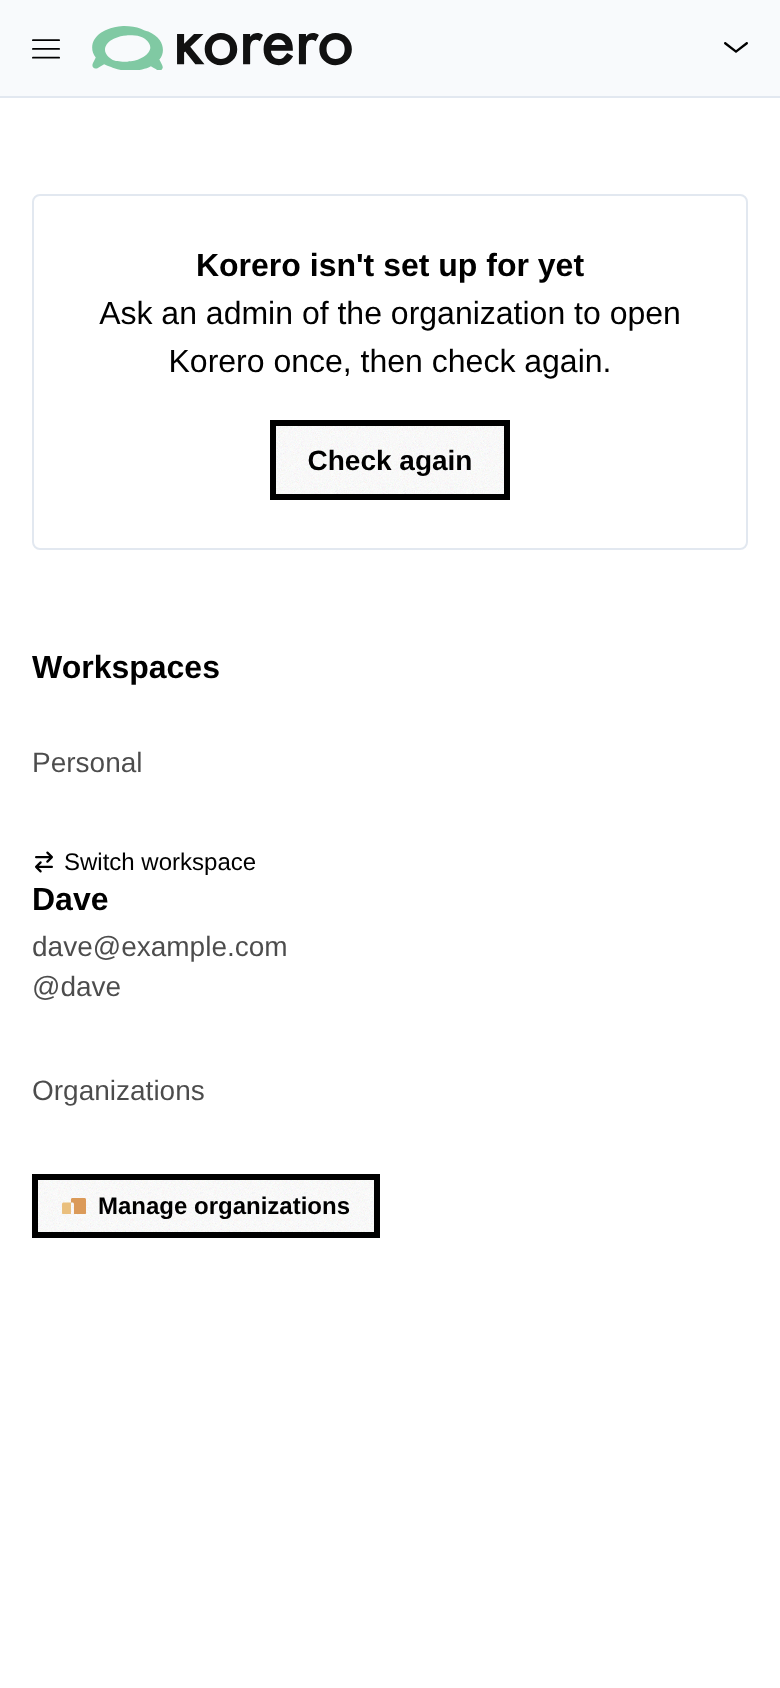 Korero
Korero isn't set up for yet
Ask an admin of the organization to open
Korero once, then check again.
Check again
Workspaces
Personal
Switch workspace
Dave
dave@example.com
@dave
Organizations
Manage organizations